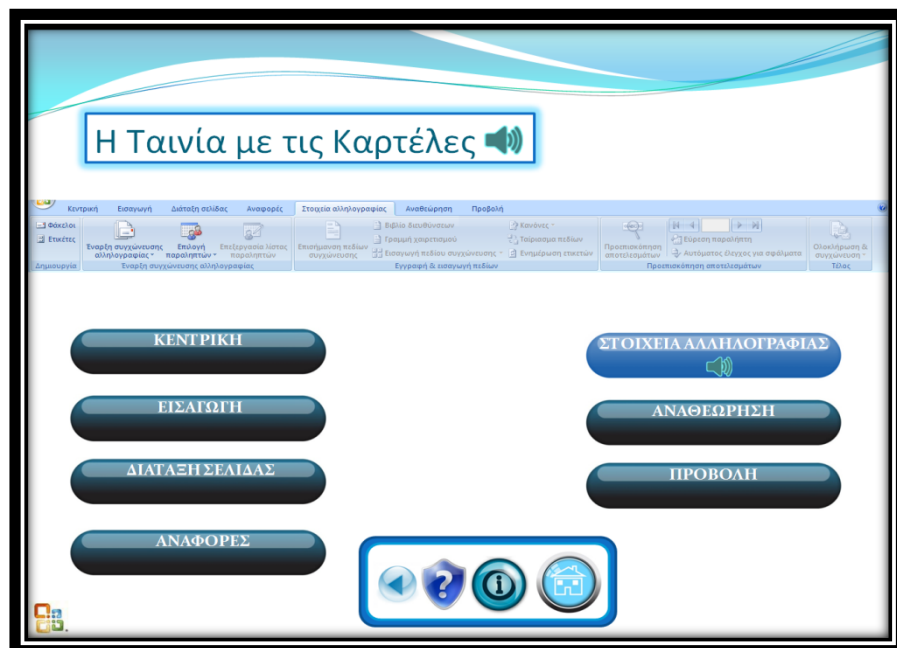 Η Ταινία με τις Καρτέλες
Κεντρική Εισαγωγή Διάταξη σελίδας Αναφορές Στοιχεία αλληλογραφίας Αναθεώρηση Προβολή
Φάκελοι
Ετικέτες
Έναρξη συγχώνευσης αλληλογραφίας
Επιλογή παραληπτών
Επεξεργασία λίστας παραληπτών
Επισήμανση πεδίων συγχώνευσης
Βιβλίο διευθύνσεων
Γραμμή χαιρετισμού
Εισαγωγή πεδίου συγχώνευσης
Κανόνες
Ταίριασμα πεδίων
Ενημέρωση ετικετών
Προεπισκόπηση αποτελεσμάτων
Εύρεση παραλήπτη
Αυτόματος έλεγχος για σφάλματα
Ολοκλήρωση & συγχώνευση
Δημιουργία Έναρξη συγχώνευσης αλληλογραφίας Εγγραφή & εισαγωγή πεδίων Προεπισκόπηση αποτελεσμάτων Τέλος
ΚΕΝΤΡΙΚΗ
ΕΙΣΑΓΩΓΗ
ΔΙΑΤΑΞΗ ΣΕΛΙΔΑΣ
ΑΝΑΦΟΡΕΣ
ΣΤΟΙΧΕΙΑ ΑΛΛΗΛΟΓΡΑΦΙΑΣ
ΑΝΑΘΕΩΡΗΣΗ
ΠΡΟΒΟΛΗ